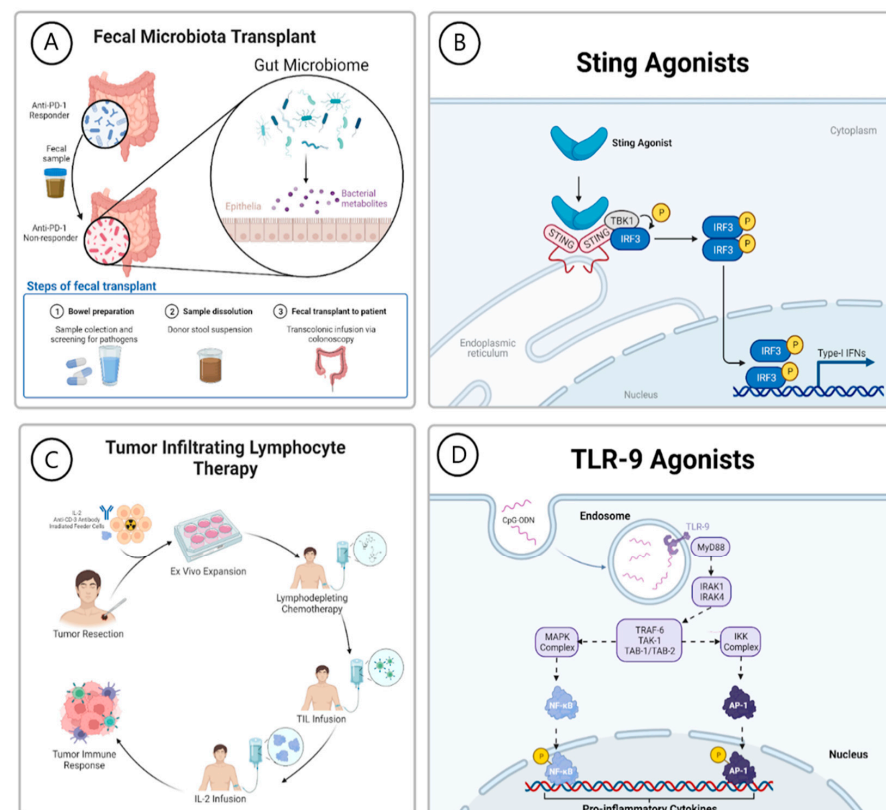 A
Fecal Microbiota Transplant
Gut Microbiome
Anti-PD-1
Responder
Fecal
sample
Anti-PD-1
Non-responder
Epithelia
Bacterial
metabolites
Steps of fecal transplant
1 Bowel preparation
Sample colection and
screening for pathogens
2 Sample dissolution
Donor stool suspension
3 Fecal transplant to patient
Transcolonic infusion via
colonoscopy
B
Sting Agonists
Cytoplasm
Sting Agonist
STING
STING
TBK1
P
IRF3
IRF3
P
IRF3
P
Endoplasmic
reticulum
Nucleus
IRF3
P
IRF3
P
Type-I IFNs
C
Tumor Infiltrating Lymphocyte
Therapy
IL-2
Anti CD-3 Antibody
Irradiated Feeder Cells
Ex Vivo Expansion
Tumor Resection
Lymphodepleting
Chemotherapy
TIL Infusion
IL-2 Infusion
Tumor Immune
Response
D
TLR-9 Agonists
CpG-ODN
Endosome
TLR-9
MyD88
IRAK1
IRAK4
TRAF-6
TAK-1
TAB-1/TAB-2
MAPK
Complex
IKK
Complex
NF-κB
AP-1
Nucleus
P
NF-κB
P
AP-1
Pro-inflammatory Cytokines